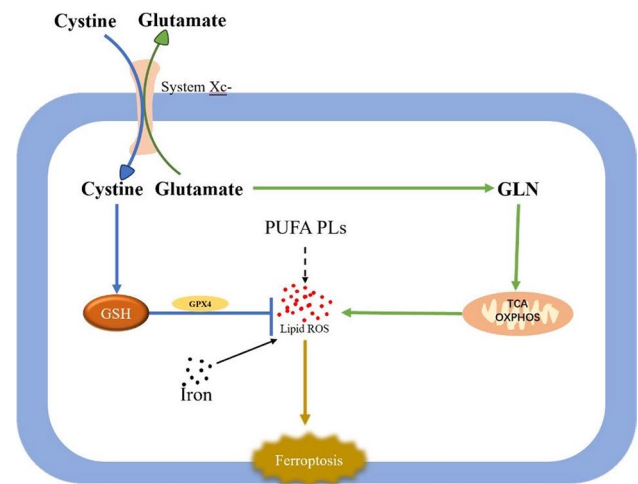 Cystine Glutamate
System Xc-
Cystine Glutamate GLN
PUFA PLs
GSH
GPX4
Lipid ROS
TCA
OXPHOS
Iron
Ferroptosis